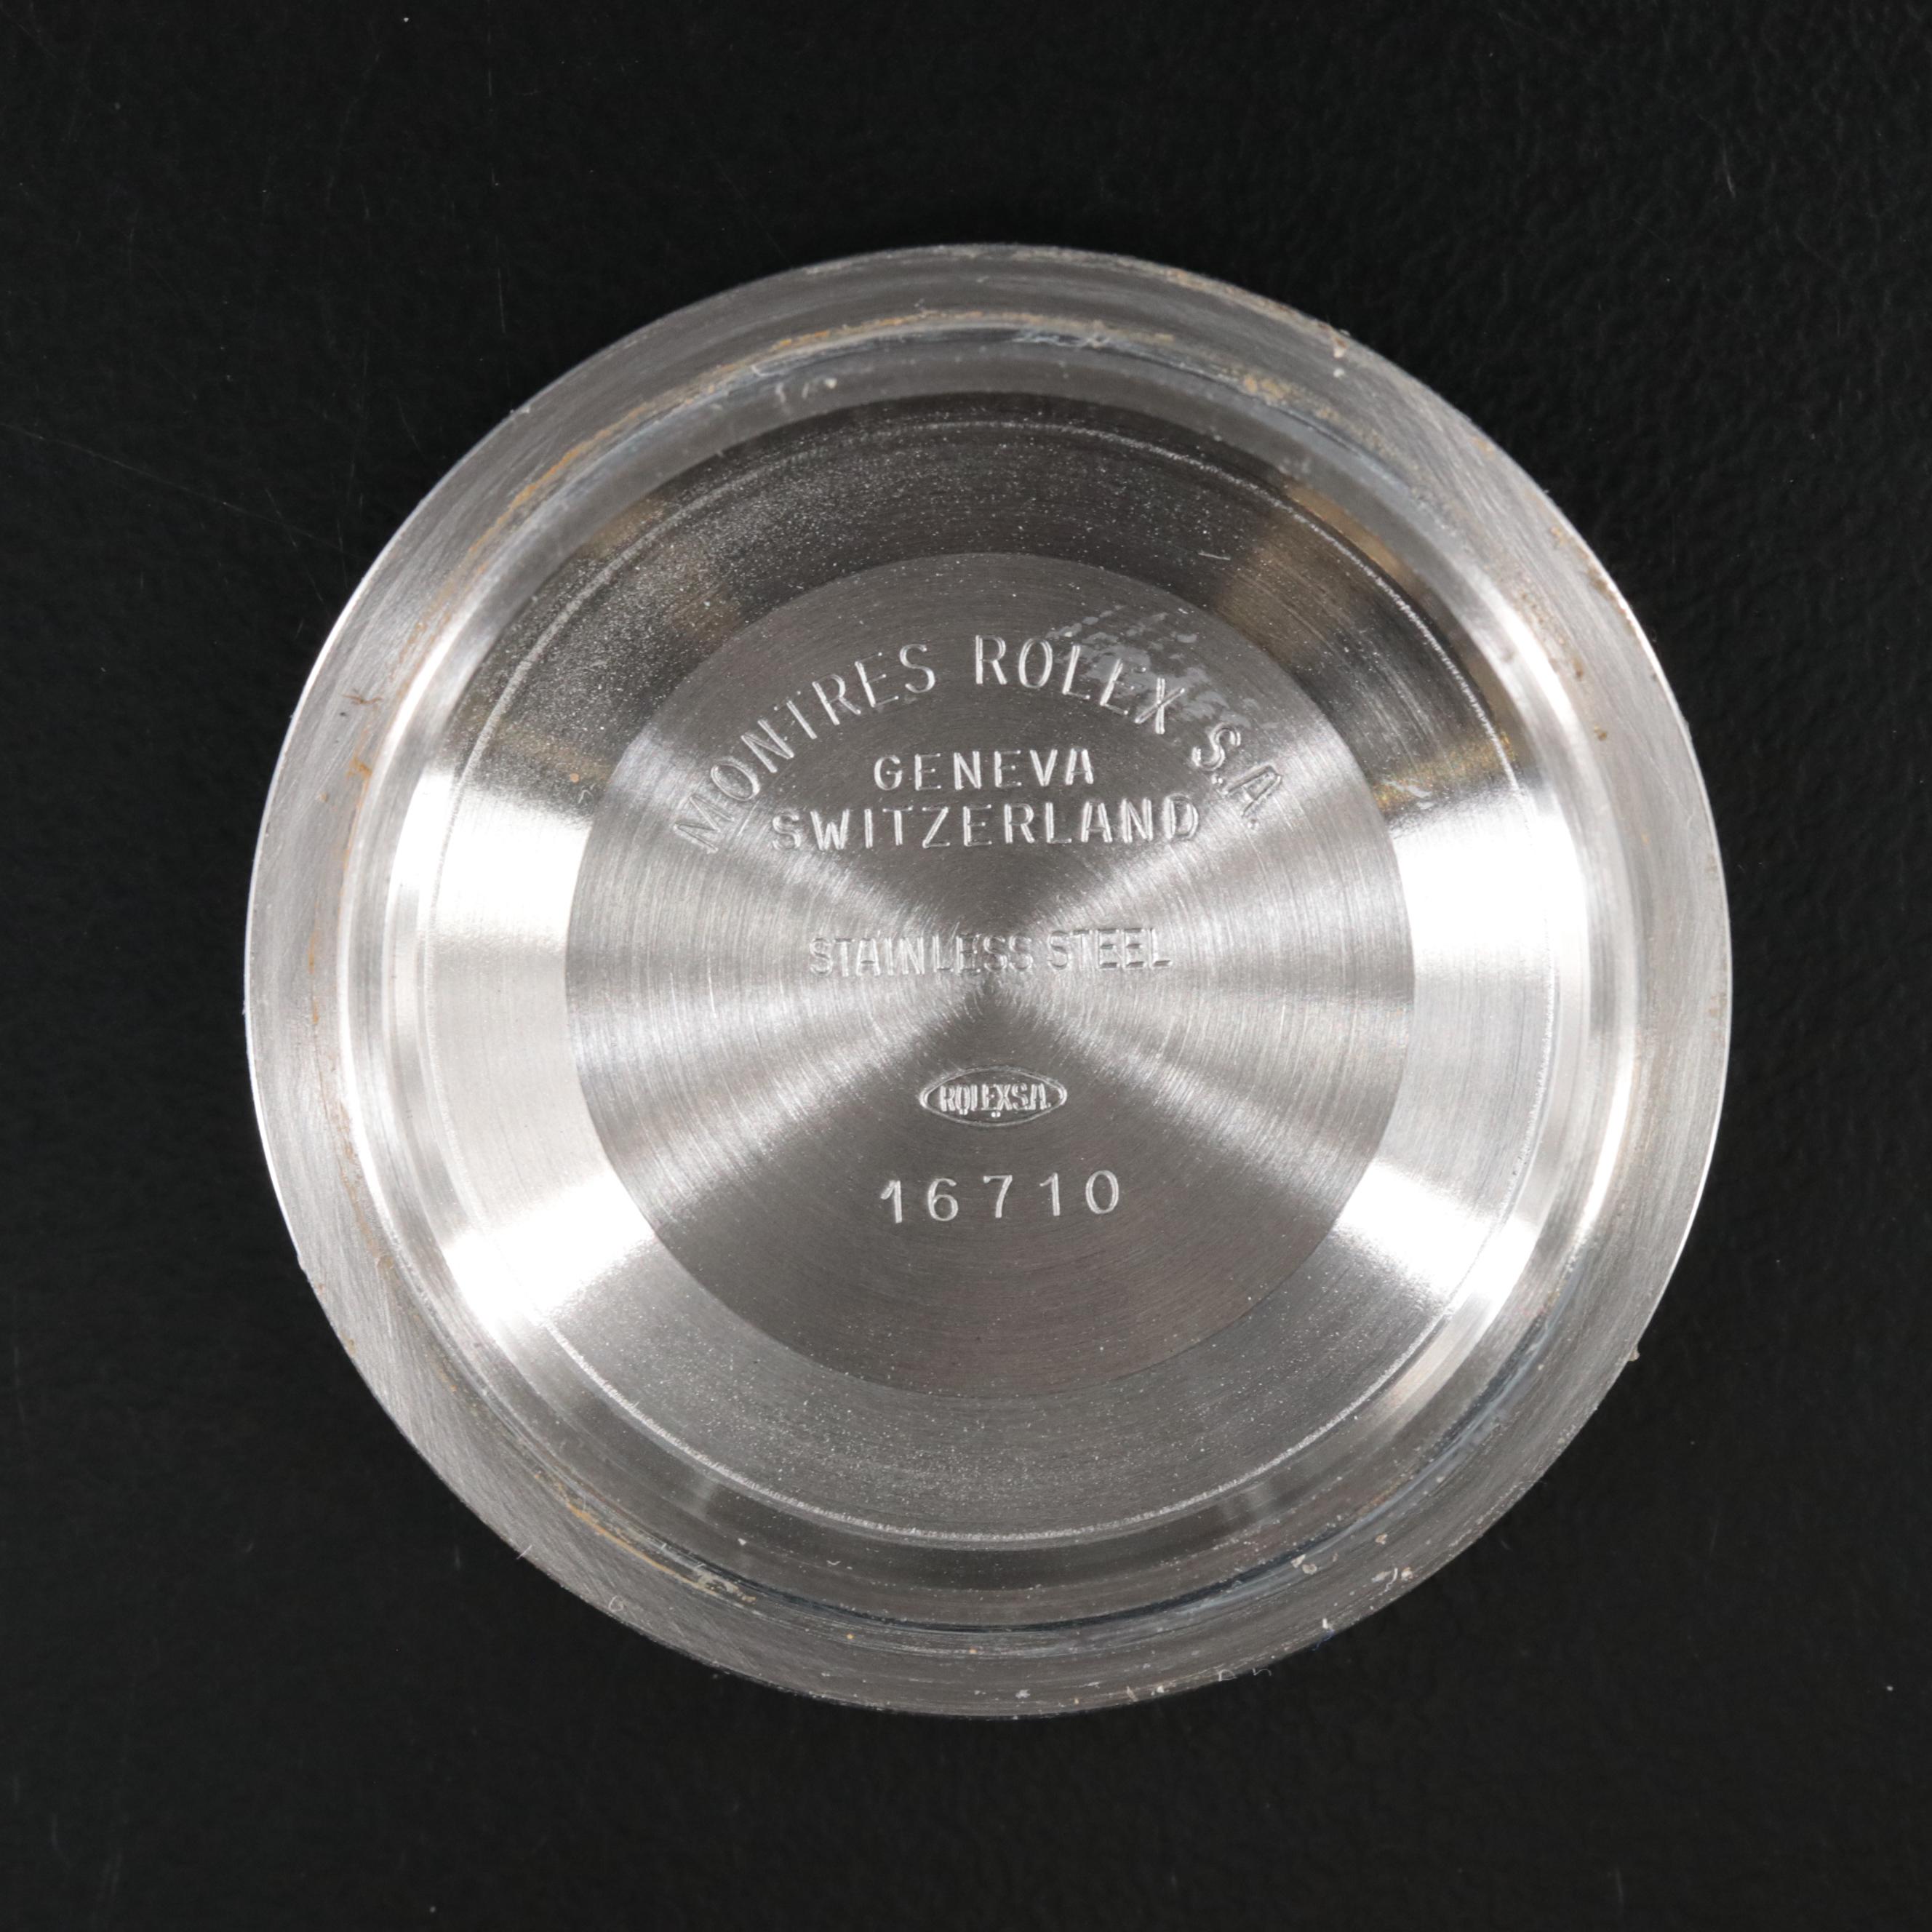 MONTRES ROLEX S.A.
GENEVA
SWITZERLAND
STAINLESS STEEL
ROLEX S.A.
16710